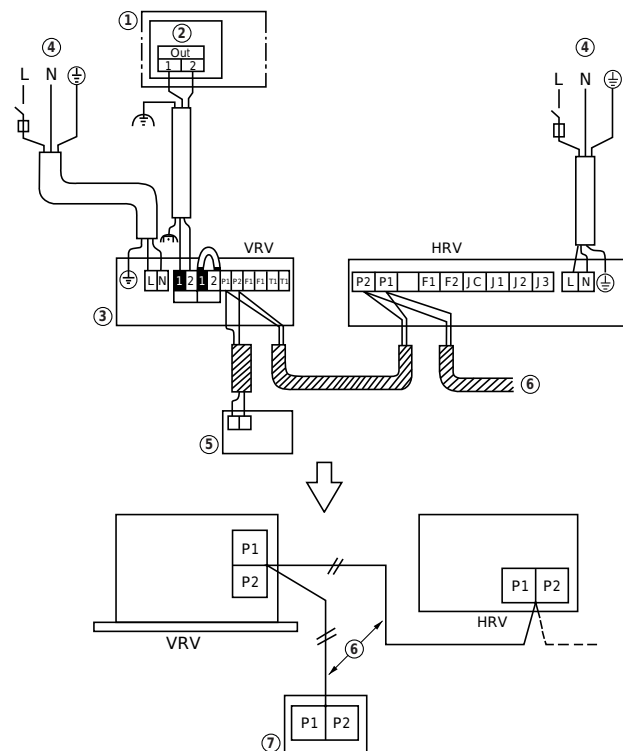 ①
②
Out
1 2
④
L N
④
L N
VRV
HRV
L N 1 2 1 2 P1 P2 F1 F1 T1 T1
P2 P1 F1 F2 JC J1 J2 J3 L N
③
⑤
⑥
P1
P2
P1 P2
VRV
HRV
⑥
P1 P2
⑦